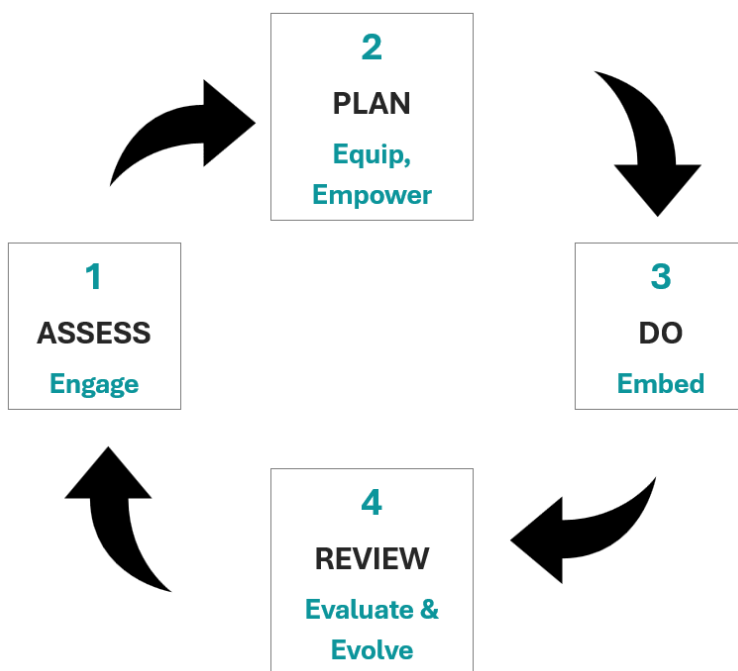 1
ASSESS
Engage
2
PLAN
Equip,
Empower
3
DO
Embed
4
REVIEW
Evaluate &
Evolve